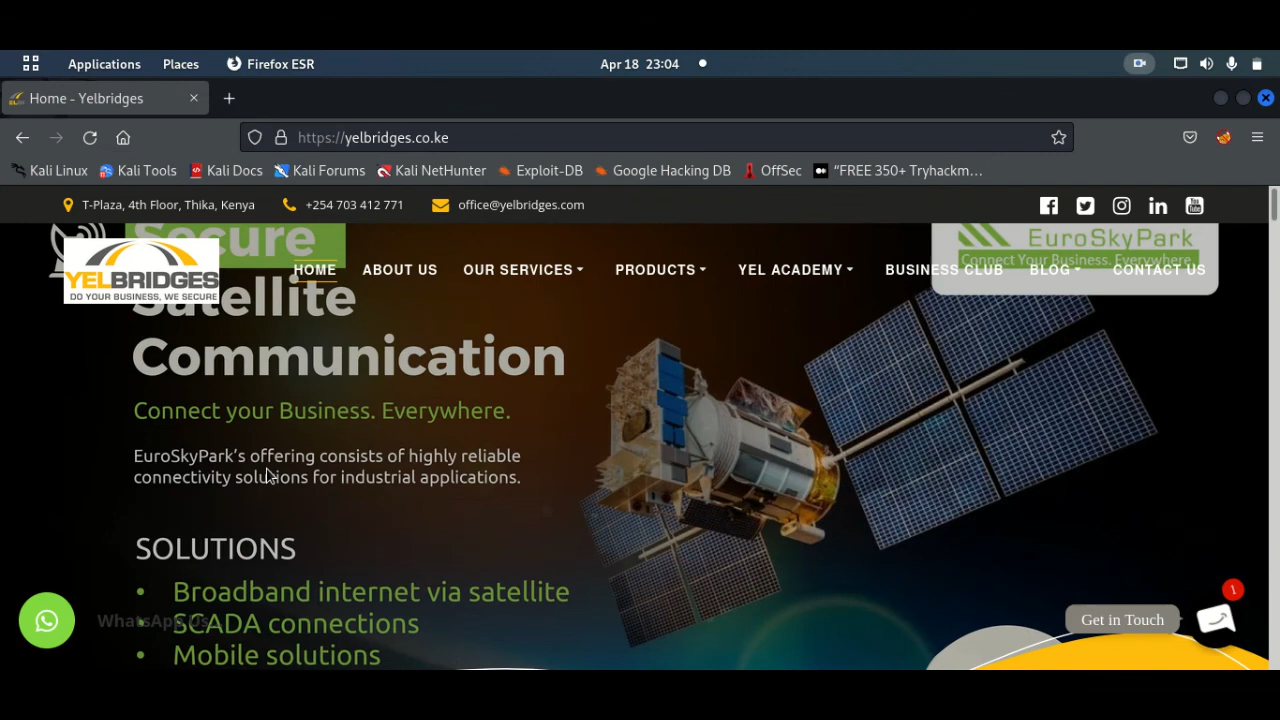 Applications Places Firefox ESR Apr 18 23:04
Home - Yelbridges
https://yelbridges.co.ke
Kali Linux Kali Tools Kali Docs Kali Forums Kali NetHunter Exploit-DB Google Hacking DB OffSec “FREE 350+ Tryhackm…
T-Plaza, 4th Floor, Thika, Kenya +254 703 412 771 office@yelbridges.com
YELBRIDGES
DO YOUR BUSINESS, WE SECURE
HOME ABOUT US OUR SERVICES PRODUCTS YEL ACADEMY BUSINESS CLUB BLOG CONTACT US
EuroSkyPark
Connect Your Business. Everywhere.
Secure
Satellite
Communication
Connect your Business. Everywhere.
EuroSkyPark’s offering consists of highly reliable
connectivity solutions for industrial applications.
SOLUTIONS
• Broadband internet via satellite
• SCADA connections
• Mobile solutions
WhatsApp Us
1
Get in Touch